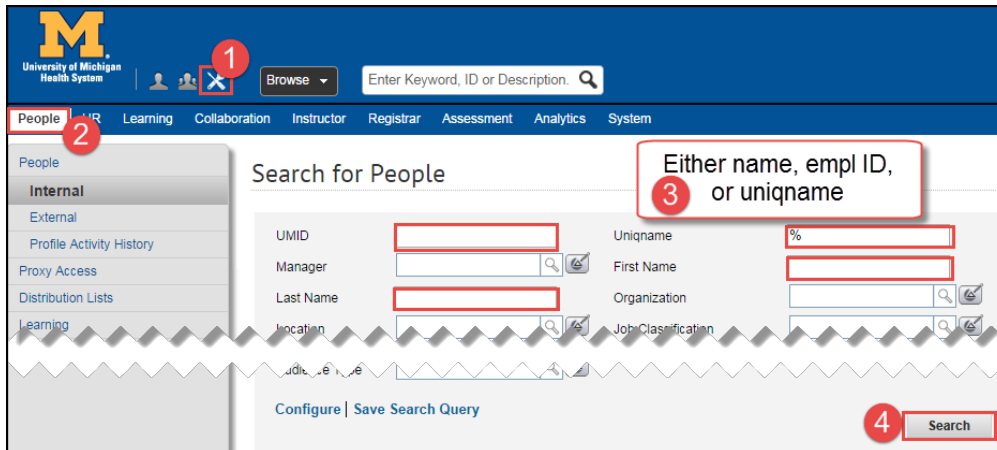 M
University of Michigan
Health System
1
Browse
Enter Keyword, ID or Description.
People HR Learning Collaboration Instructor Registrar Assessment Analytics System
2
People
Internal
External
Profile Activity History
Proxy Access
Distribution Lists
Learning
Search for People
Either name, empl ID,
3 or uniqname
UMID
Uniqname %
Manager
First Name
Last Name
Organization
Location
Job Classification
Audience Type
Configure | Save Search Query
4 Search